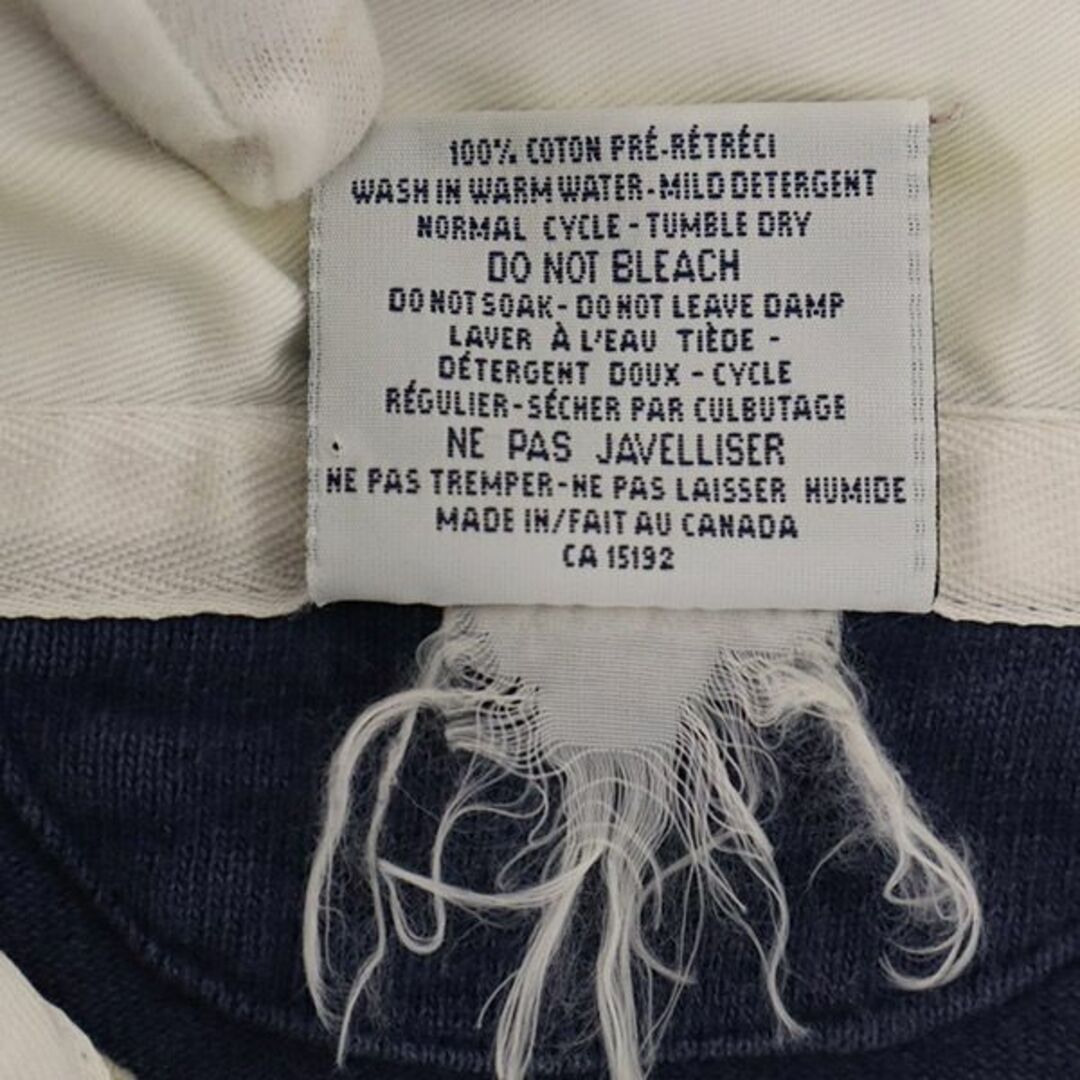 100% COTON PRÉ-RÉTRÉCI
WASH IN WARM WATER-MILD DETERGENT
NORMAL CYCLE - TUMBLE DRY
DO NOT BLEACH
DO NOT SOAK- DO NOT LEAVE DAMP
LAVER À L'EAU TIÈDE -
DÉTERGENT DOUX - CYCLE
RÉGULIER-SÉCHER PAR CULBUTAGE
NE PAS JAVELLISER
NE PAS TREMPER-NE PAS LAISSER HUMIDE
MADE IN/FAIT AU CANADA
CA 15192